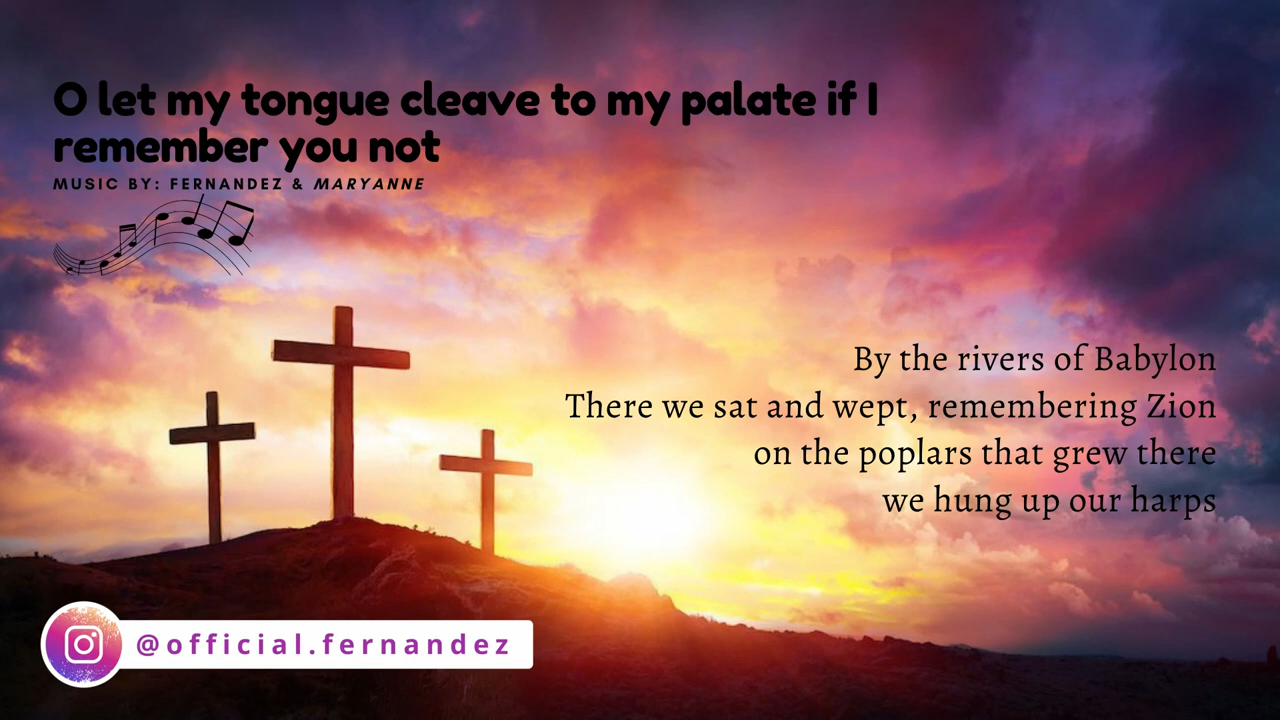 O let my tongue cleave to my palate if I
remember you not
MUSIC BY: FERNANDEZ & MARYANNE
By the rivers of Babylon
There we sat and wept, remembering Zion
on the poplars that grew there
we hung up our harps
@official.fernandez